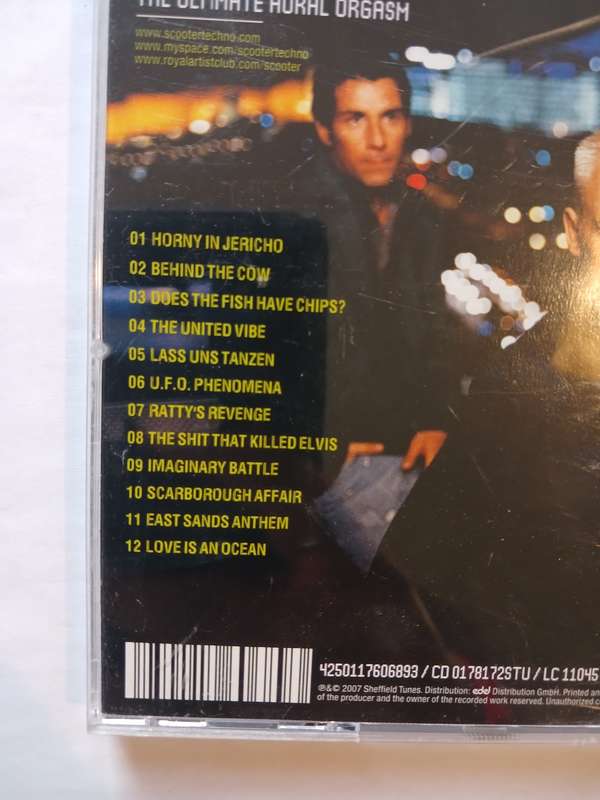 THE ULTIMATE AURAL ORGASM
www.scootertechno.com
www.myspace.com/scootertechno
www.royalartistclub.com/scooter
01 HORNY IN JERICHO
02 BEHIND THE COW
03 DOES THE FISH HAVE CHIPS?
04 THE UNITED VIBE
05 LASS UNS TANZEN
06 U.F.O. PHENOMENA
07 RATTY'S REVENGE
08 THE SHIT THAT KILLED ELVIS
09 IMAGINARY BATTLE
10 SCARBOROUGH AFFAIR
11 EAST SANDS ANTHEM
12 LOVE IS AN OCEAN
4250117606893 / CD 0178172STU / LC 11045
℗&© 2007 Sheffield Tunes. Distribution: edel Distribution GmbH. Printed and
of the producer and the owner of the recorded work reserved. Unauthorized